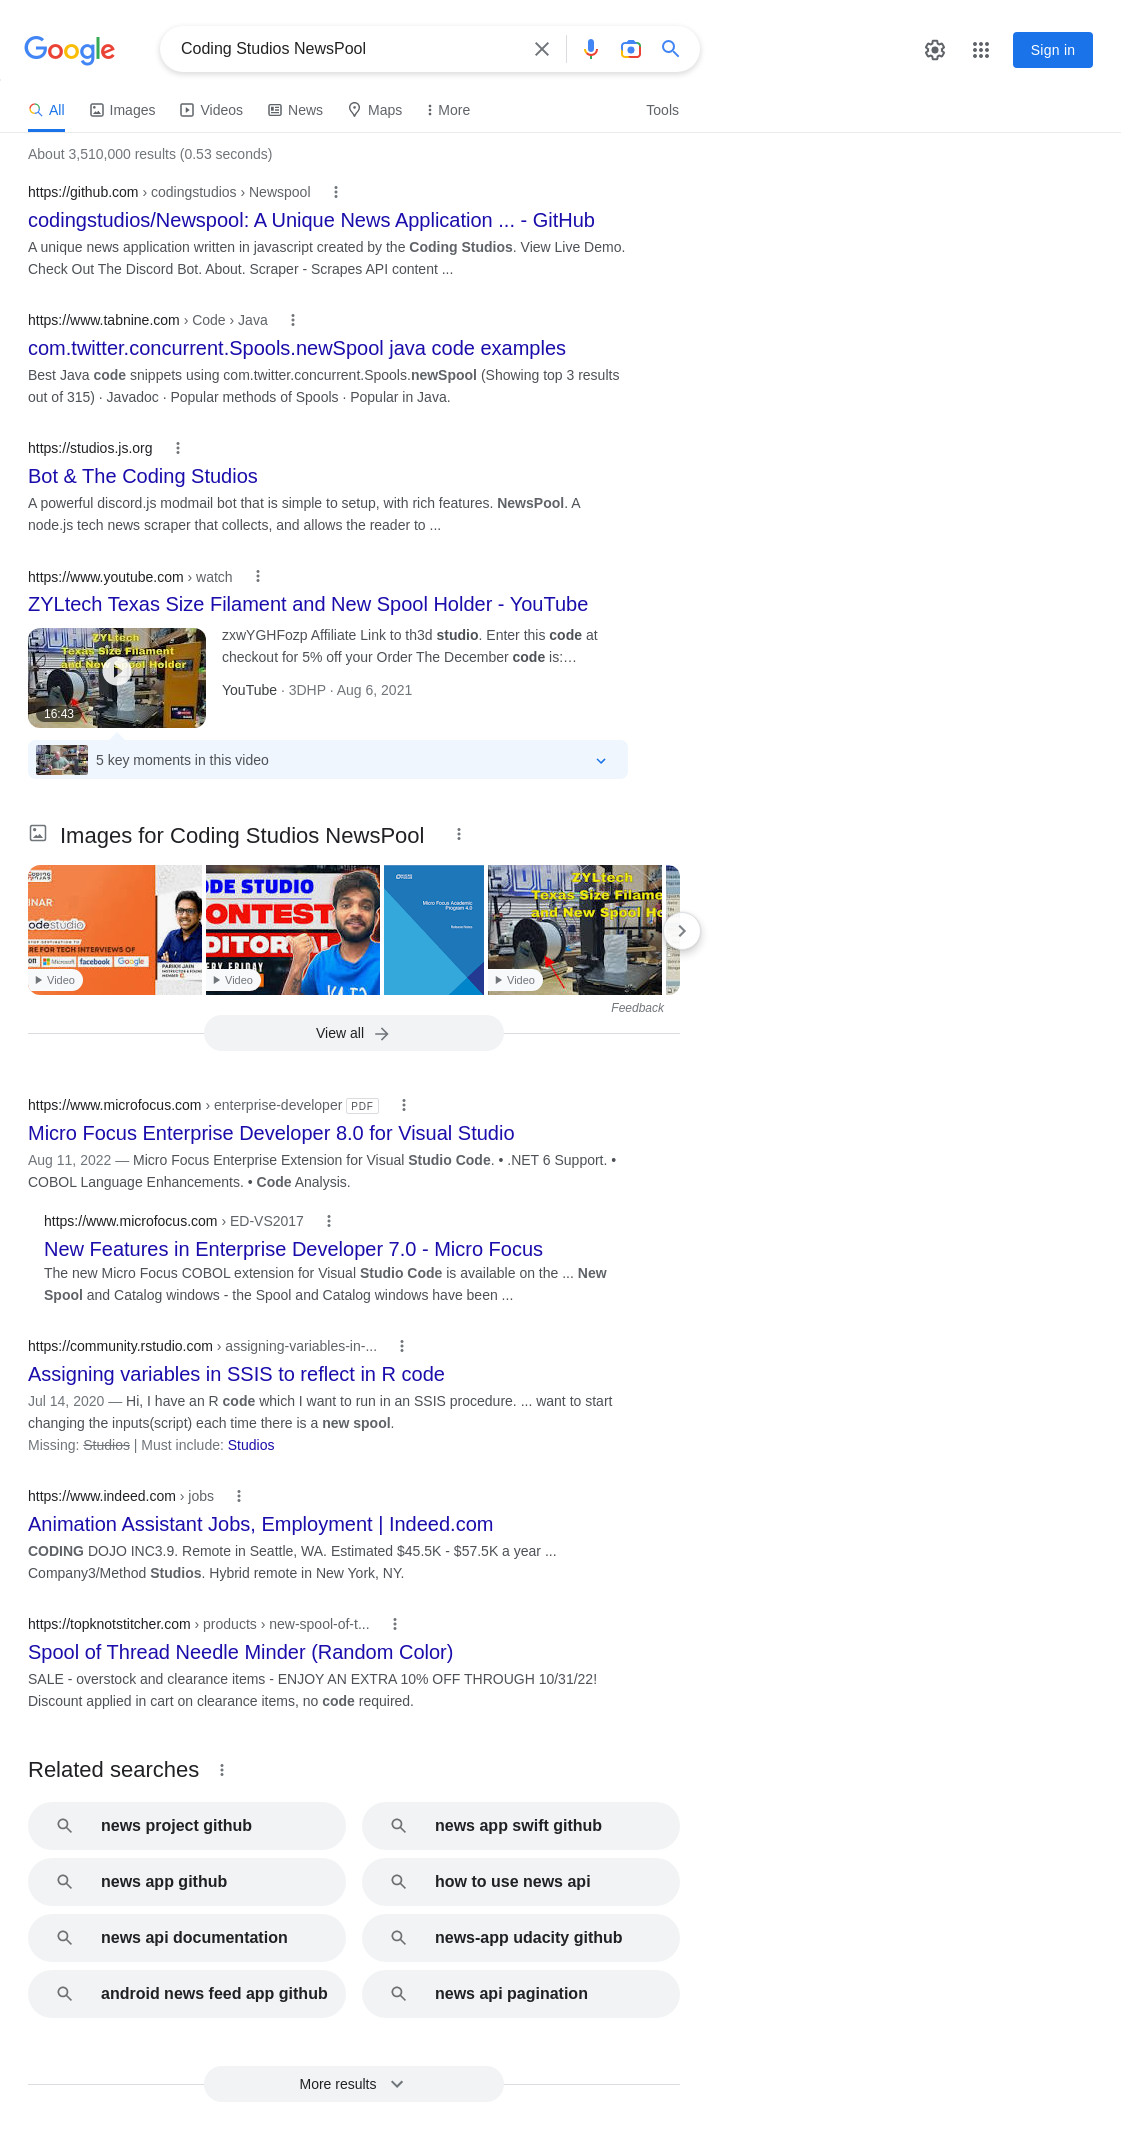 Google
Coding Studios NewsPool
Sign in
All
Images
Videos
News
Maps
More
Tools
About 3,510,000 results (0.53 seconds)
https://github.com › codingstudios › Newspool
codingstudios/Newspool: A Unique News Application ... - GitHub
A unique news application written in javascript created by the Coding Studios. View Live Demo.
Check Out The Discord Bot. About. Scraper - Scrapes API content ...
https://www.tabnine.com › Code › Java
com.twitter.concurrent.Spools.newSpool java code examples
Best Java code snippets using com.twitter.concurrent.Spools.newSpool (Showing top 3 results
out of 315) · Javadoc · Popular methods of Spools · Popular in Java.
https://studios.js.org
Bot & The Coding Studios
A powerful discord.js modmail bot that is simple to setup, with rich features. NewsPool. A
node.js tech news scraper that collects, and allows the reader to ...
https://www.youtube.com › watch
ZYLtech Texas Size Filament and New Spool Holder - YouTube
ZYLtech
Texas Size Filament
and New Spool Holder
16:43
zxwYGHFozp Affiliate Link to th3d studio. Enter this code at
checkout for 5% off your Order The December code is:…
YouTube · 3DHP · Aug 6, 2021
5 key moments in this video
Images for Coding Studios NewsPool
INAR
odestudio
RE FOR TECH INTERVIEWS OF
on Microsoft facebook Google
PARIKH JAIN
Video
ODE STUDIO
ONTEST
DITORIAL
ERY FRIDAY
Video
Micro Focus Academic
Program 4.0
Release Notes
ZYLtech
Texas Size Filame
and New Spool Ho
Video
Feedback
View all
https://www.microfocus.com › enterprise-developer PDF
Micro Focus Enterprise Developer 8.0 for Visual Studio
Aug 11, 2022 — Micro Focus Enterprise Extension for Visual Studio Code. • .NET 6 Support. •
COBOL Language Enhancements. • Code Analysis.
https://www.microfocus.com › ED-VS2017
New Features in Enterprise Developer 7.0 - Micro Focus
The new Micro Focus COBOL extension for Visual Studio Code is available on the ... New
Spool and Catalog windows - the Spool and Catalog windows have been ...
https://community.rstudio.com › assigning-variables-in-...
Assigning variables in SSIS to reflect in R code
Jul 14, 2020 — Hi, I have an R code which I want to run in an SSIS procedure. ... want to start
changing the inputs(script) each time there is a new spool.
Missing: Studios | Must include: Studios
https://www.indeed.com › jobs
Animation Assistant Jobs, Employment | Indeed.com
CODING DOJO INC3.9. Remote in Seattle, WA. Estimated $45.5K - $57.5K a year ...
Company3/Method Studios. Hybrid remote in New York, NY.
https://topknotstitcher.com › products › new-spool-of-t...
Spool of Thread Needle Minder (Random Color)
SALE - overstock and clearance items - ENJOY AN EXTRA 10% OFF THROUGH 10/31/22!
Discount applied in cart on clearance items, no code required.
Related searches
news project github
news app swift github
news app github
how to use news api
news api documentation
news-app udacity github
android news feed app github
news api pagination
More results